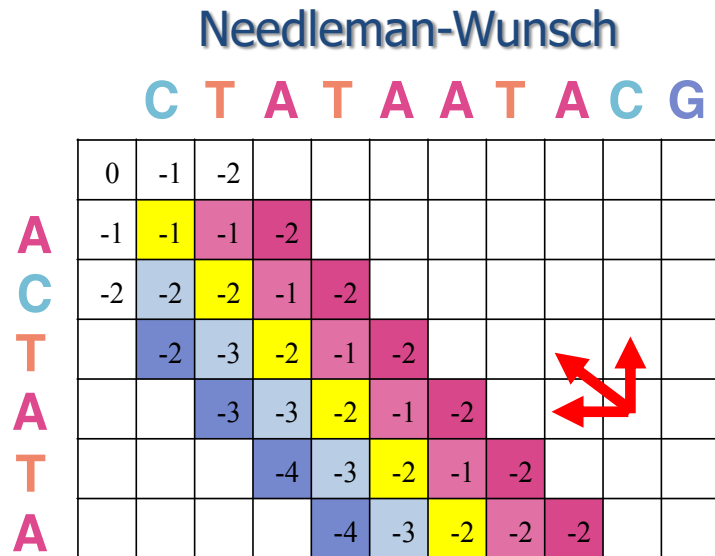 Needleman-Wunsch
C T A T A A T A C G
0 -1 -2
A -1 -1 -1 -2
C -2 -2 -2 -1 -2
T -2 -3 -2 -1 -2
A -3 -3 -2 -1 -2
T -4 -3 -2 -1 -2
A -4 -3 -2 -2 -2